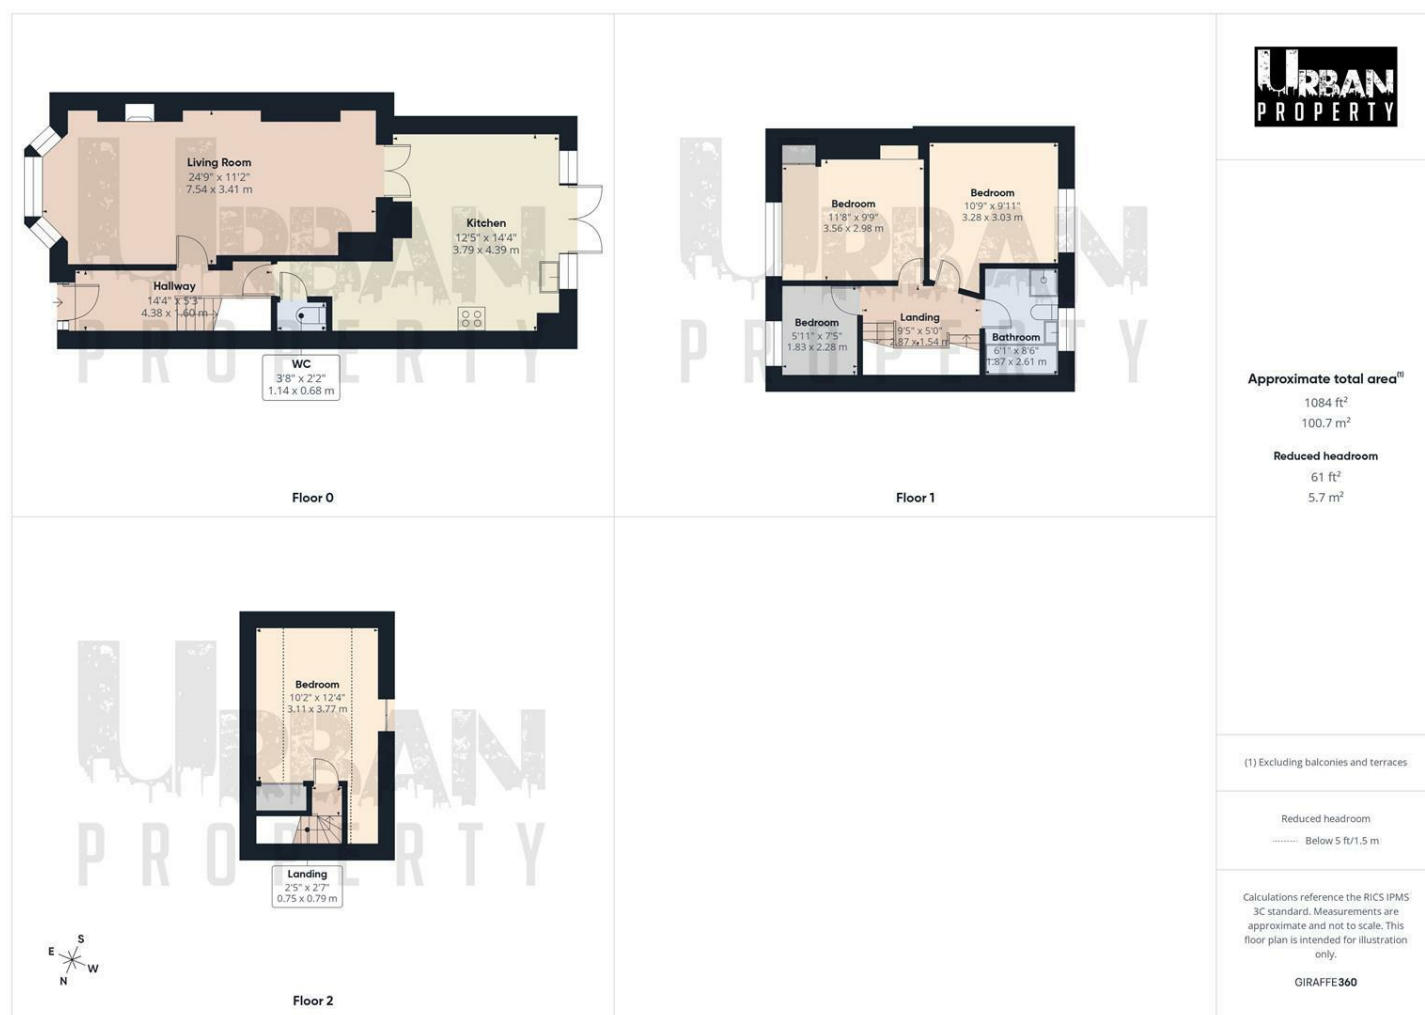 Living Room
24'9" x 11'2"
7.54 x 3.41 m
Kitchen
12'5" x 14'4"
3.79 x 4.39 m
Hallway
14'4" x 5'3"
4.38 x 1.60 m
WC
3'8" x 2'2"
1.14 x 0.68 m
URBAN
PROPERTY
Floor 0
Bedroom
11'8" x 9'9"
3.56 x 2.98 m
Bedroom
10'9" x 9'11"
3.28 x 3.03 m
Bedroom
5'11" x 7'5"
1.83 x 2.28 m
Landing
9'5" x 5'0"
2.87 x 1.54 m
Bathroom
6'1" x 8'6"
1.87 x 2.61 m
URBAN
PROPERTY
Floor 1
Bedroom
10'2" x 12'4"
3.11 x 3.77 m
Landing
2'5" x 2'7"
0.75 x 0.79 m
URBAN
PROPERTY
S
E
W
N
Floor 2
URBAN
PROPERTY
Approximate total area(1)
1084 ft²
100.7 m²
Reduced headroom
61 ft²
5.7 m²
(1) Excluding balconies and terraces
Reduced headroom
Below 5 ft/1.5 m
Calculations reference the RICS IPMS
3C standard. Measurements are
approximate and not to scale. This
floor plan is intended for illustration
only.
GIRAFFE360